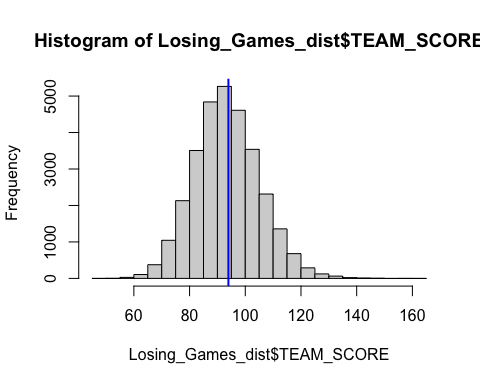 Histogram of Losing_Games_dist$TEAM_SCORE
Frequency
5000
3000
1000
0
60 80 100 120 140 160
Losing_Games_dist$TEAM_SCORE